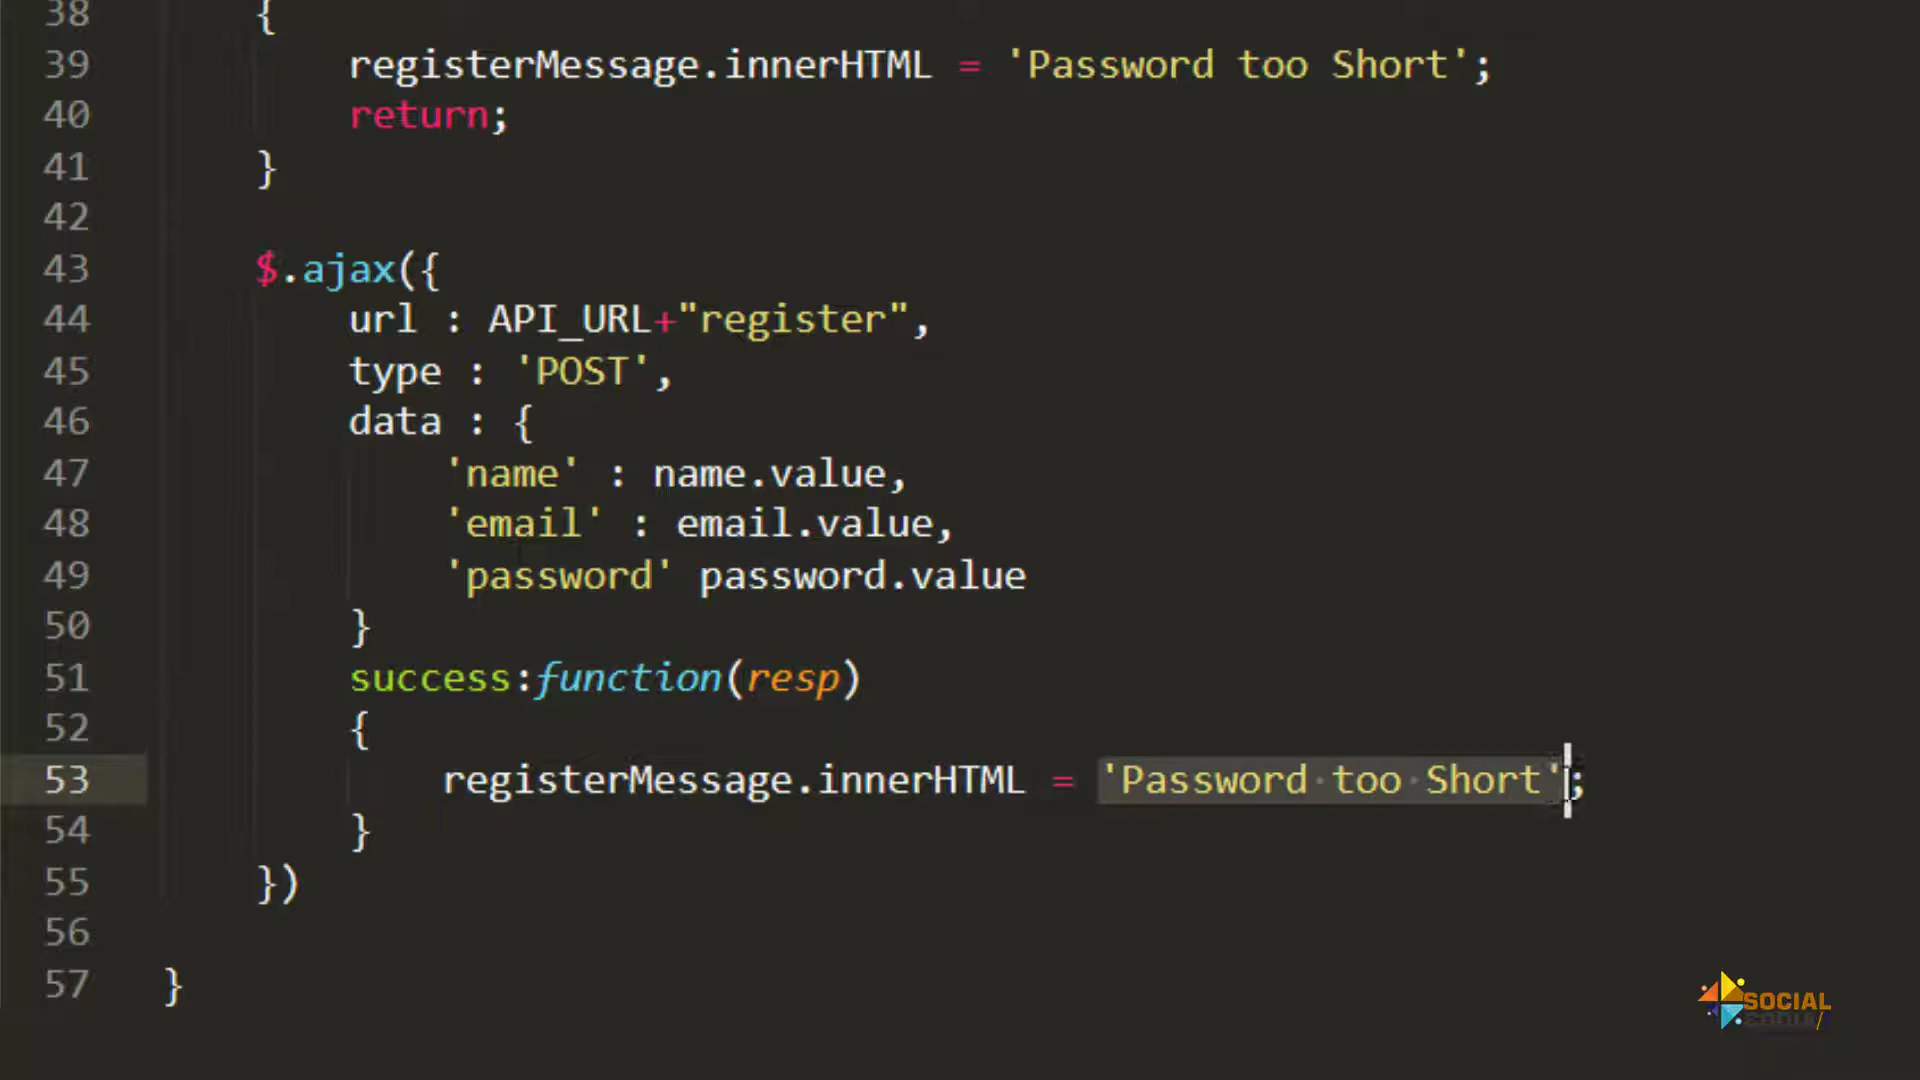 38 {
39 registerMessage.innerHTML = 'Password too Short';
40 return;
41 }
42
43 $.ajax({
44 url : API_URL+"register",
45 type : 'POST',
46 data : {
47 'name' : name.value,
48 'email' : email.value,
49 'password' password.value
50 }
51 success:function(resp)
52 {
53 registerMessage.innerHTML = 'Password too Short';
54 }
55 })
56
57 }
SOCIAL